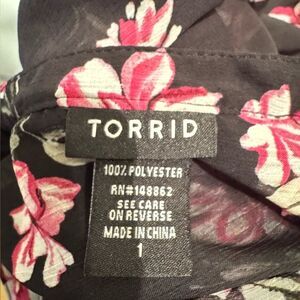 TORRID
100% POLYESTER
RN#148862
SEE CARE
ON REVERSE
MADE IN CHINA
1